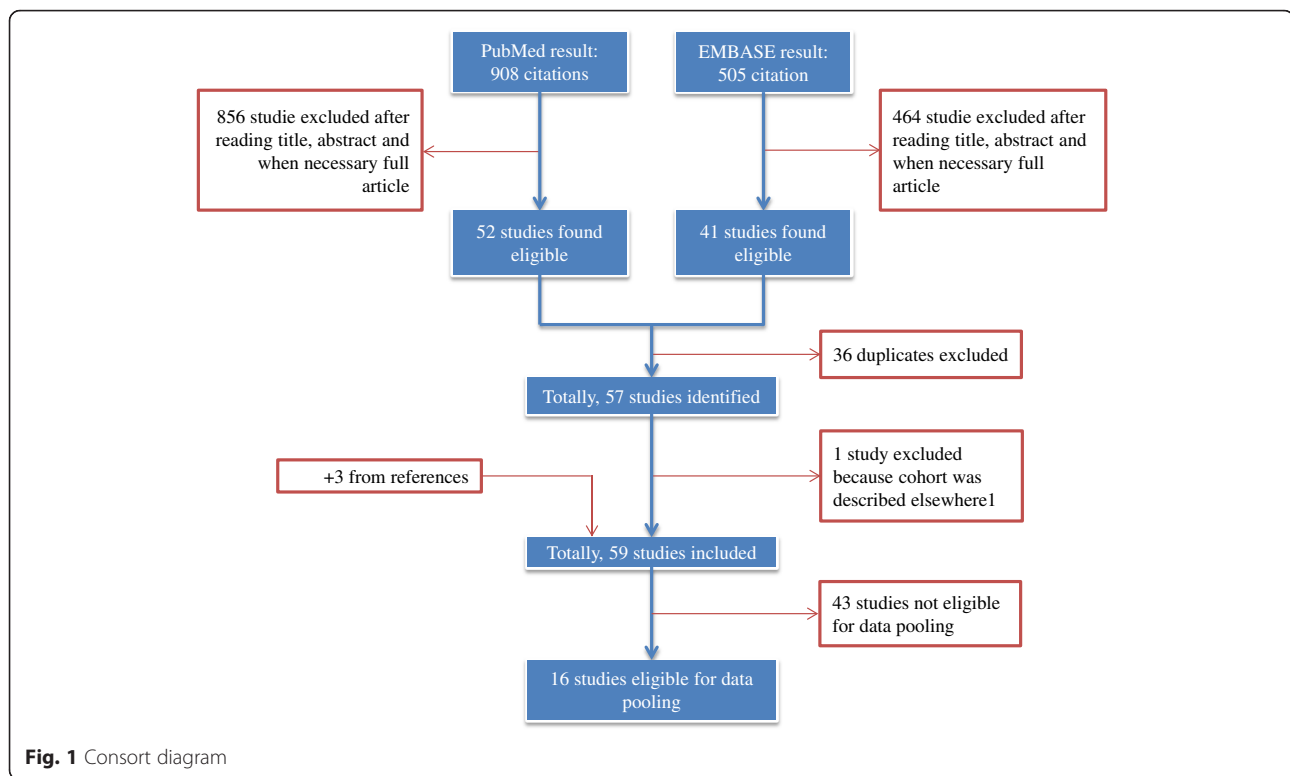 PubMed result:
908 citations
EMBASE result:
505 citation
856 studie excluded after
reading title, abstract and
when necessary full
article
464 studie excluded after
reading title, abstract and
when necessary full
article
52 studies found
eligible
41 studies found
eligible
36 duplicates excluded
Totally, 57 studies identified
+3 from references
1 study excluded
because cohort was
described elsewhere1
Totally, 59 studies included
43 studies not eligible
for data pooling
16 studies eligible for data
pooling
Fig. 1 Consort diagram